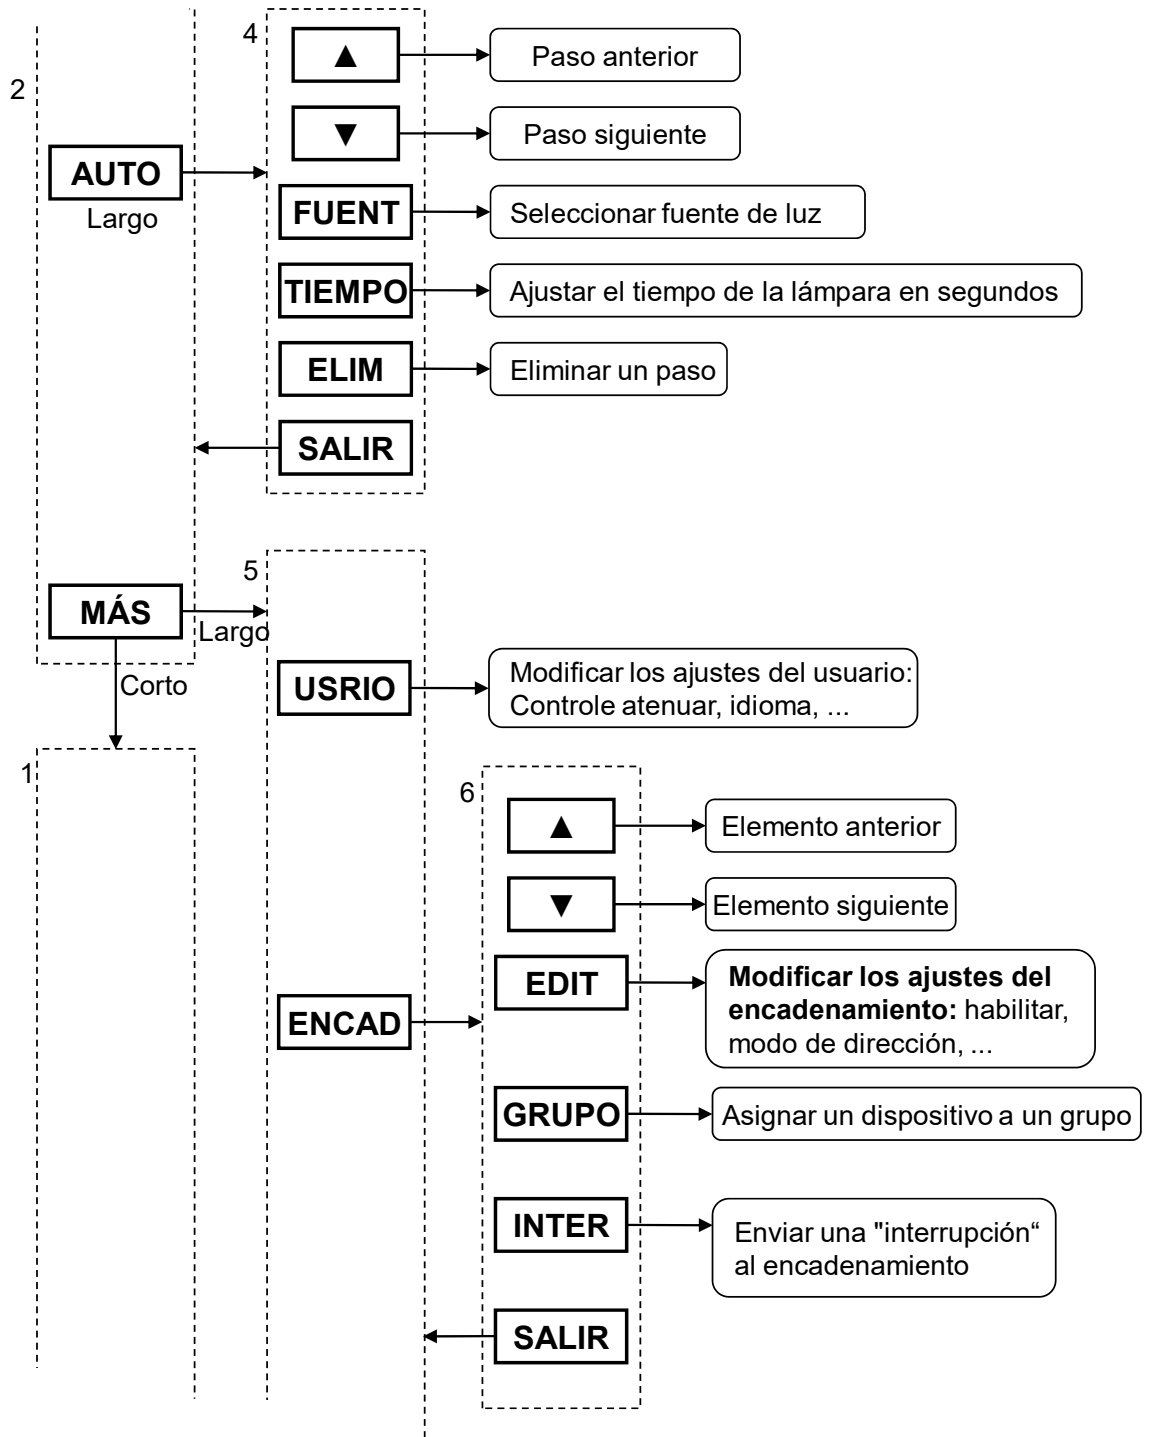 2
AUTO
Largo
4
▲
Paso anterior
▼
Paso siguiente
FUENT
Seleccionar fuente de luz
TIEMPO
Ajustar el tiempo de la lámpara en segundos
ELIM
Eliminar un paso
SALIR
MÁS
Largo
Corto
5
USRIO
Modificar los ajustes del usuario:
Controle atenuar, idioma, ...
1
ENCAD
6
▲
Elemento anterior
▼
Elemento siguiente
EDIT
Modificar los ajustes del
encadenamiento: habilitar,
modo de dirección, ...
GRUPO
Asignar un dispositivo a un grupo
INTER
Enviar una "interrupción“
al encadenamiento
SALIR